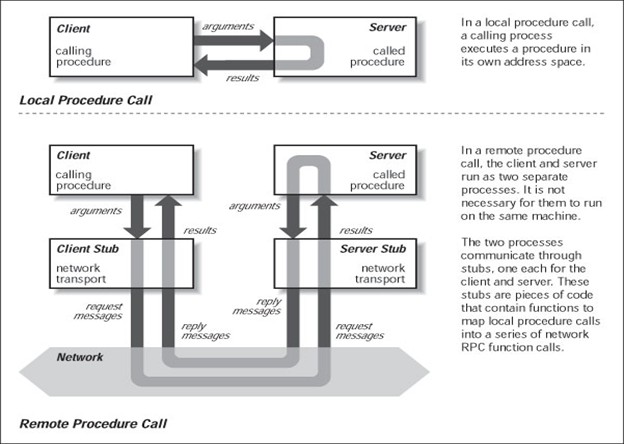 Client
calling
procedure
arguments
results
Server
called
procedure
In a local procedure call,
a calling process
executes a procedure in
its own address space.
Local Procedure Call
Client
calling
procedure
Server
called
procedure
arguments
results
arguments
results
Client Stub
network
transport
Server Stub
network
transport
request
messages
reply
messages
reply
messages
request
messages
Network
In a remote procedure
call, the client and server
run as two separate
processes. It is not
necessary for them to run
on the same machine.
The two processes
communicate through
stubs, one each for the
client and server. These
stubs are pieces of code
that contain functions to
map local procedure calls
into a series of network
RPC function calls.
Remote Procedure Call